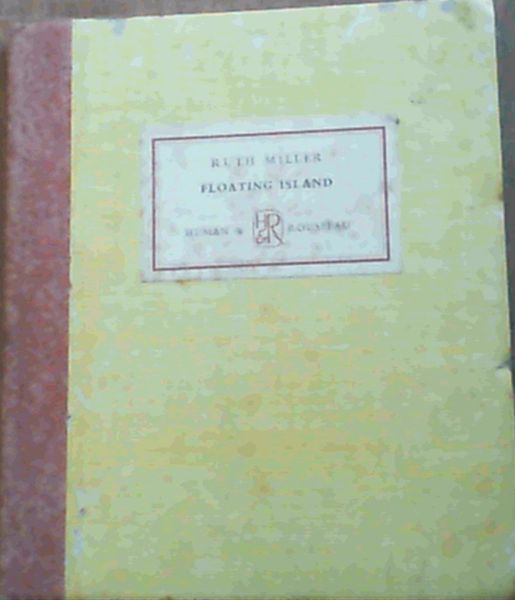 RUTH MILLER
FLOATING ISLAND
HUMAN & H&R ROUSSEAU